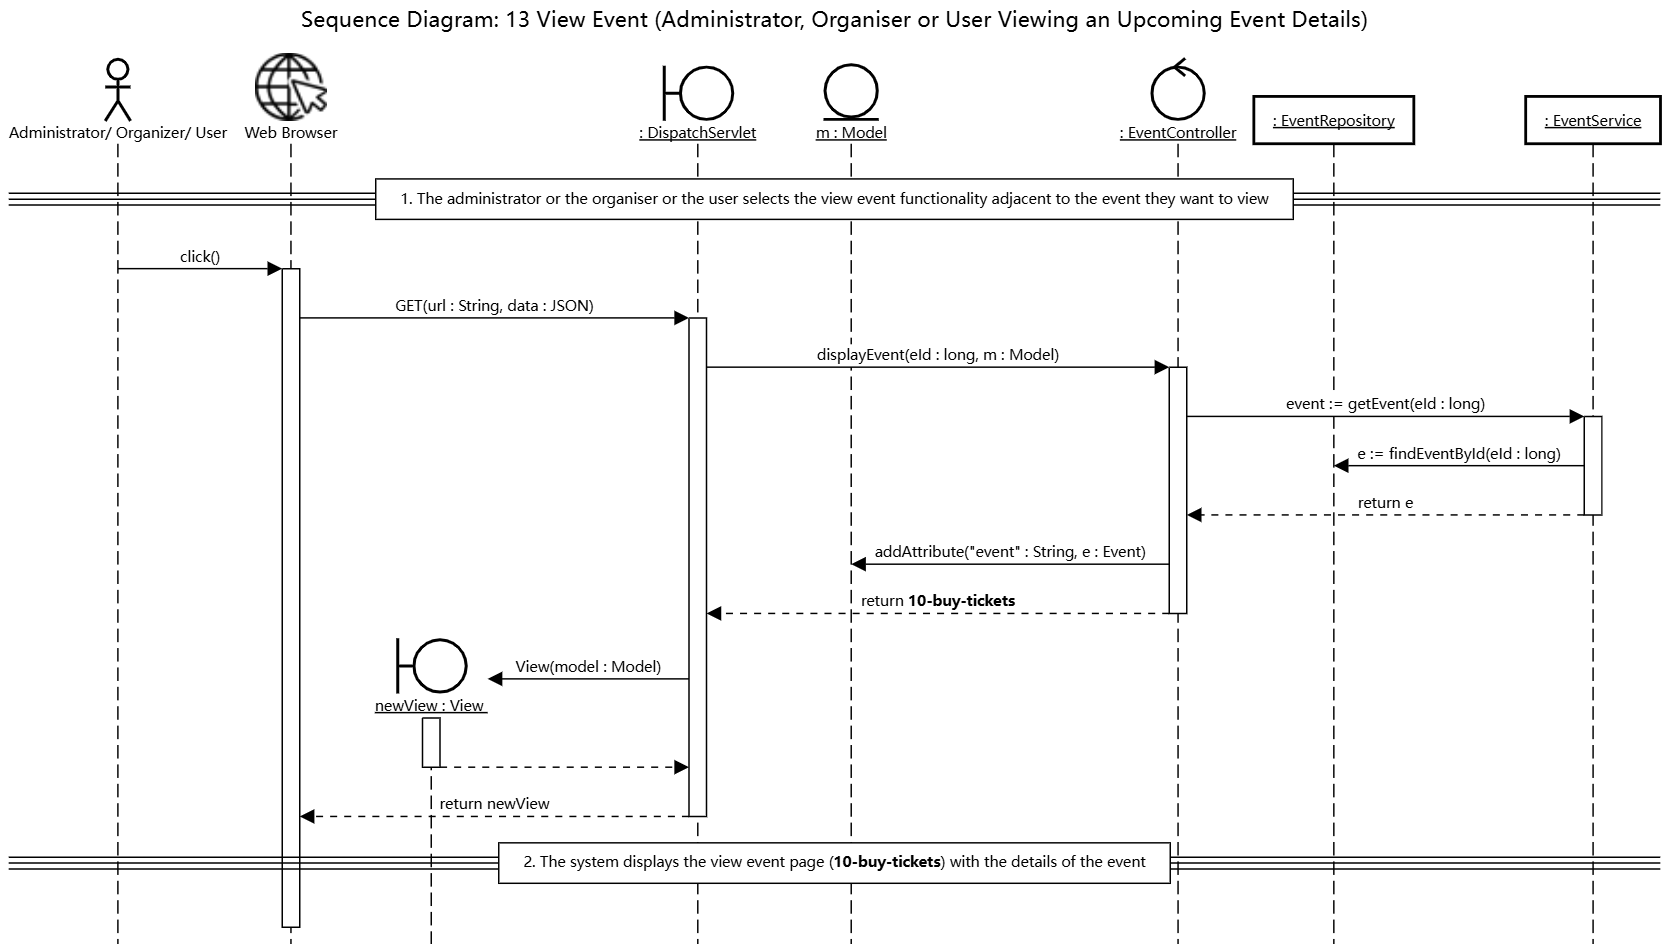 Sequence Diagram: 13 View Event (Administrator, Organiser or User Viewing an Upcoming Event Details)
Administrator/ Organizer/ User
Web Browser
: DispatchServlet
m : Model
: EventController
: EventRepository
: EventService
1. The administrator or the organiser or the user selects the view event functionality adjacent to the event they want to view
click()
GET(url : String, data : JSON)
displayEvent(eId : long, m : Model)
event := getEvent(eId : long)
e := findEventById(eId : long)
return e
addAttribute("event" : String, e : Event)
return 10-buy-tickets
View(model : Model)
newView : View
return newView
2. The system displays the view event page (10-buy-tickets) with the details of the event